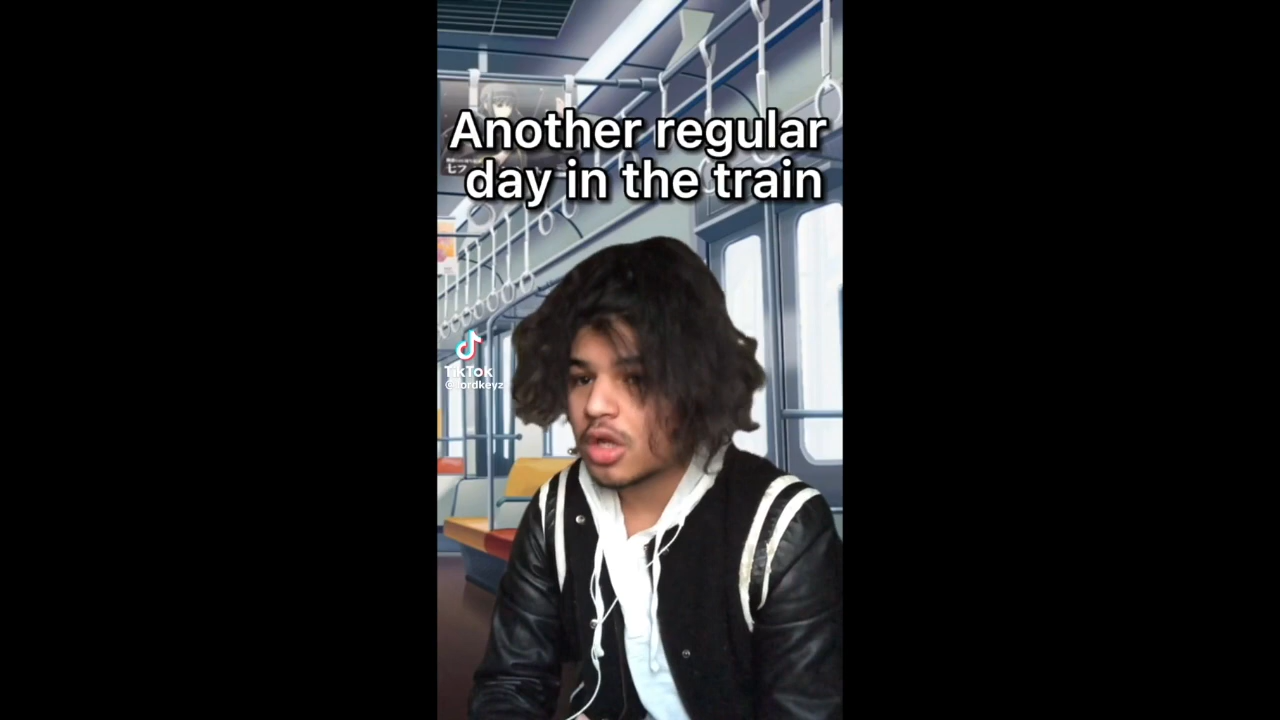 Another regular
day in the train
TikTok